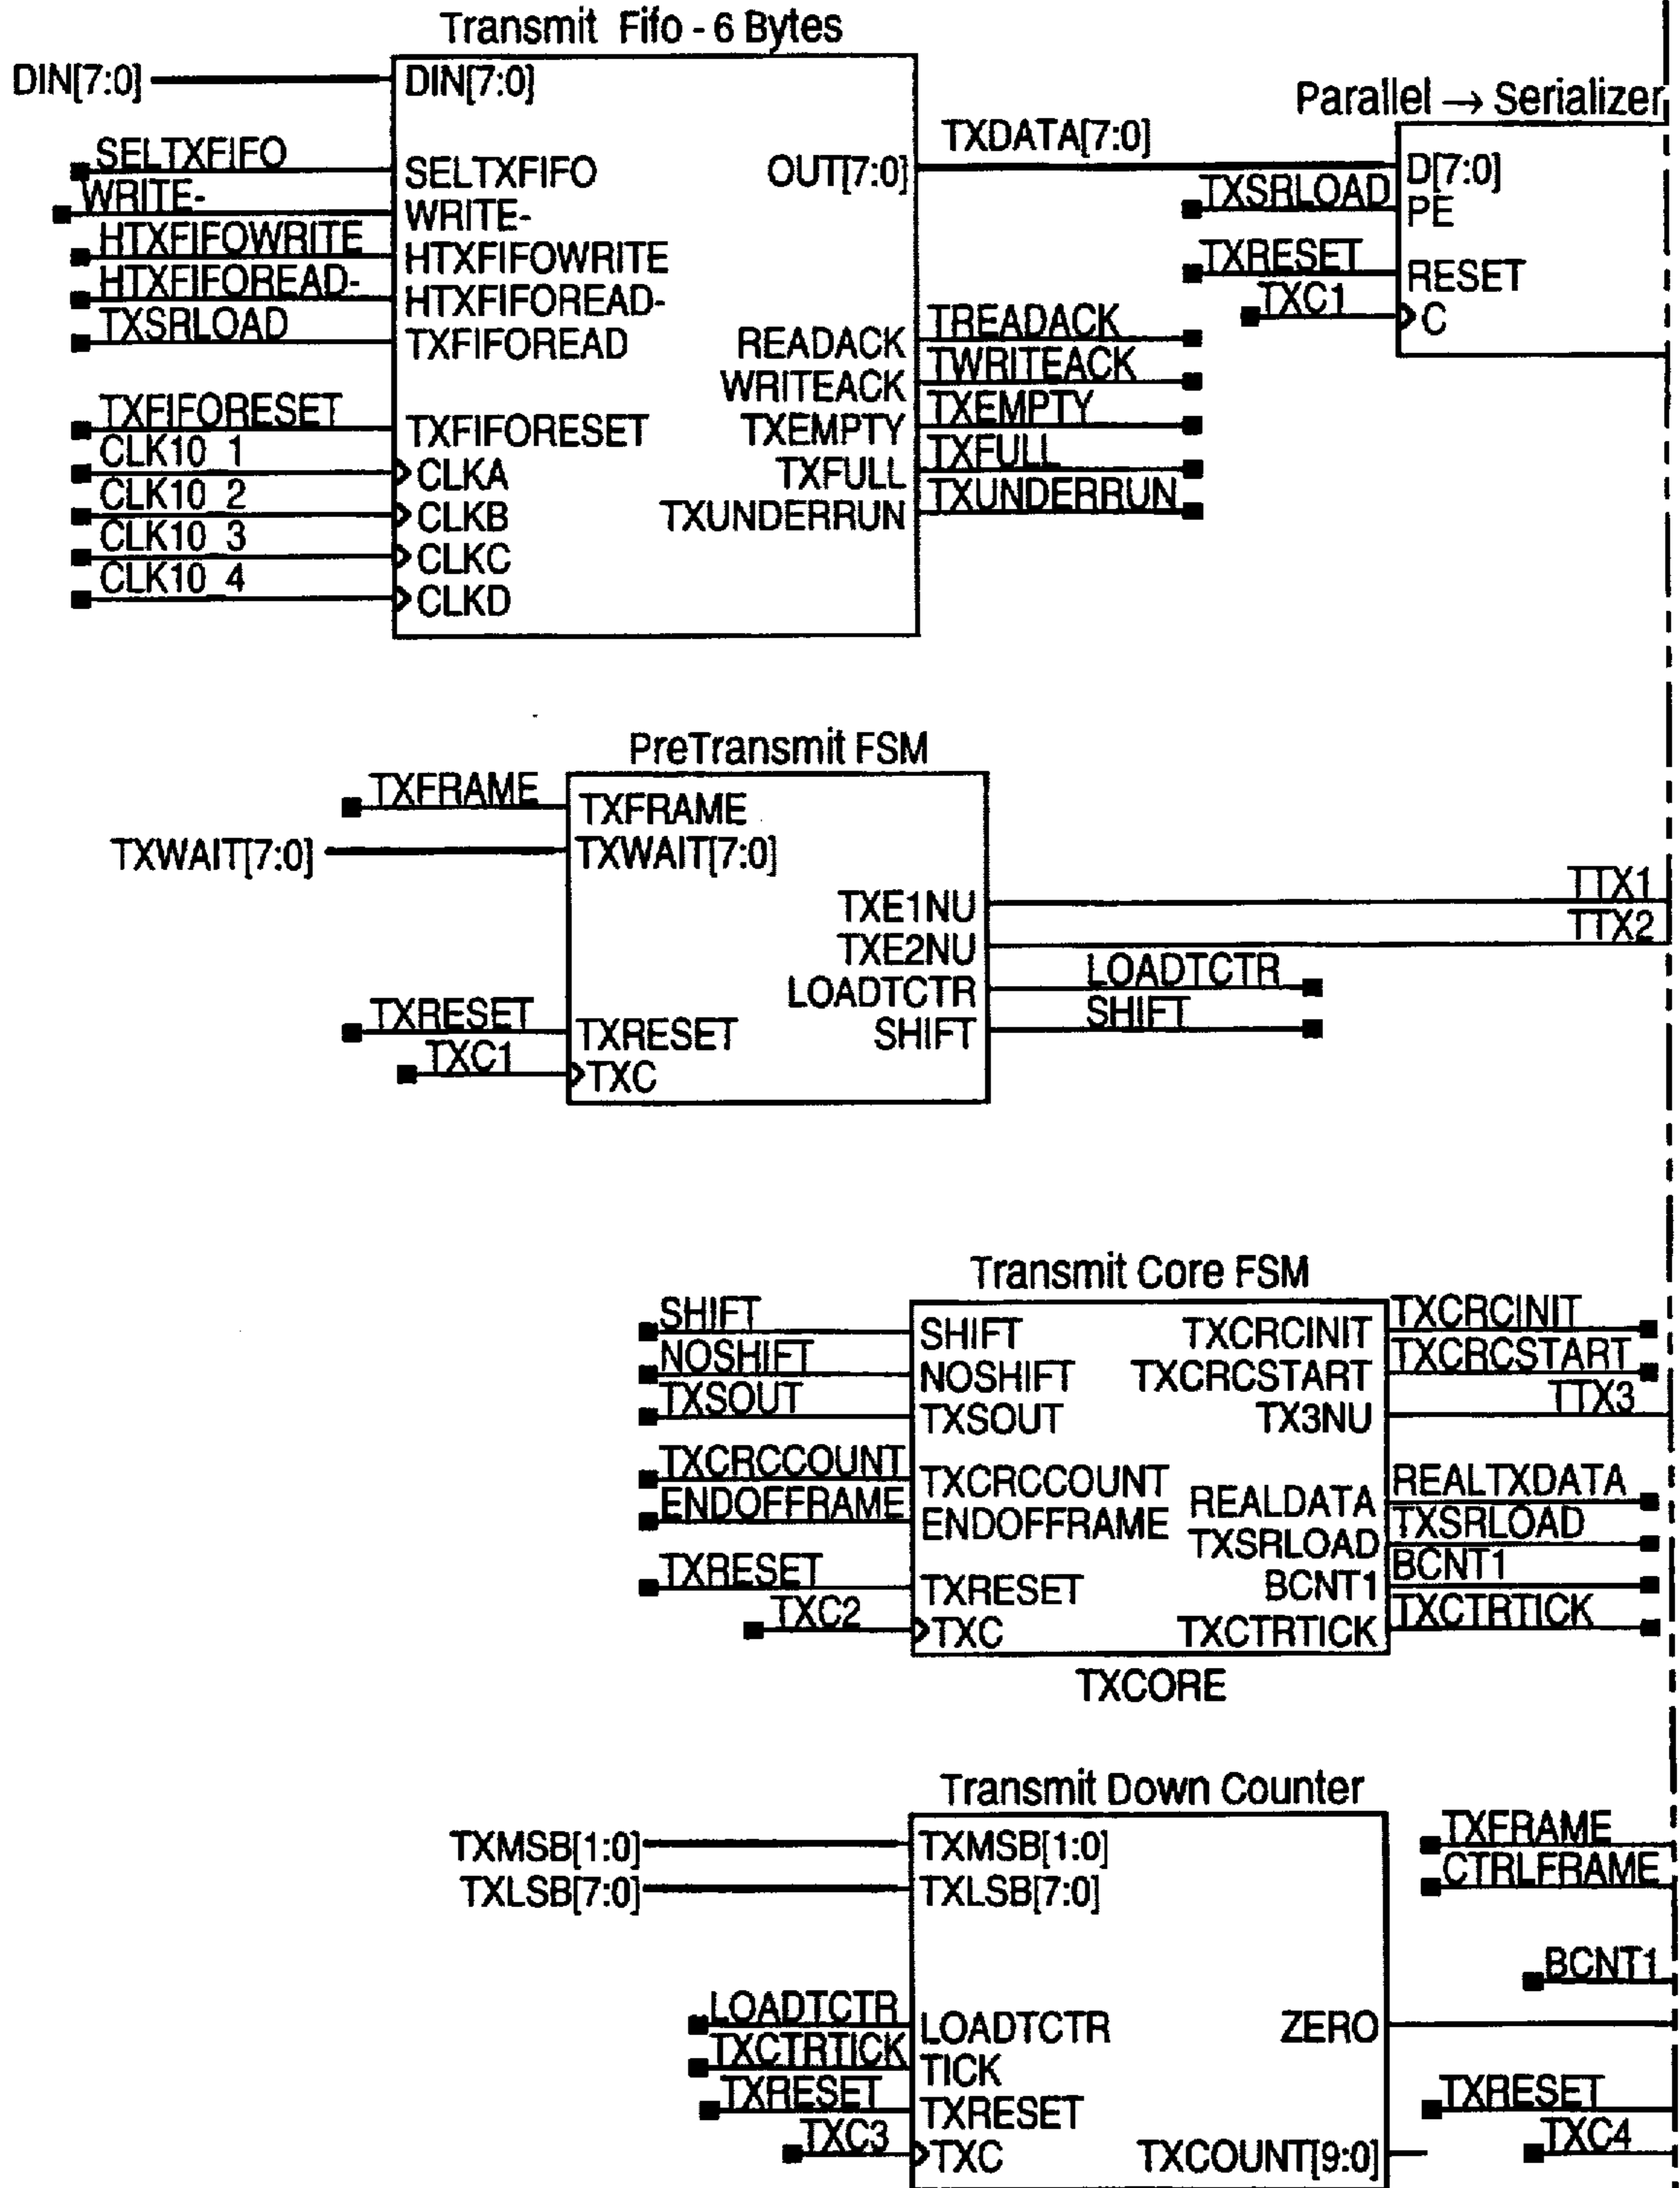 Transmit Fifo - 6 Bytes
DIN[7:0]
DIN[7:0]
SELTXFIFO
WRITE-
HTXFIFOWRITE
HTXFIFOREAD-
TXSRLOAD
TXFIFORESET
CLK10_1
CLK10_2
CLK10_3
CLK10_4
SELTXFIFO
WRITE-
HTXFIFOWRITE
HTXFIFOREAD-
TXFIFOREAD
TXFIFORESET
CLKA
CLKB
CLKC
CLKD
OUT[7:0]
READACK
WRITEACK
TXEMPTY
TXFULL
TXUNDERRUN
TXDATA[7:0]
TREADACK
TWRITEACK
TXEMPTY
TXFULL
TXUNDERRUN
Parallel → Serializer
TXSRLOAD
TXRESET
TXC1
D[7:0]
PE
RESET
C
PreTransmit FSM
TXFRAME
TXWAIT[7:0]
TXRESET
TXC1
TXFRAME
TXWAIT[7:0]
TXRESET
TXC
TXE1NU
TXE2NU
LOADTCTR
SHIFT
TTX1
TTX2
LOADTCTR
SHIFT
Transmit Core FSM
SHIFT
NOSHIFT
TXSOUT
TXCRCCOUNT
ENDOFFRAME
TXRESET
TXC2
SHIFT
NOSHIFT
TXSOUT
TXCRCCOUNT
ENDOFFRAME
TXRESET
TXC
TXCRCINIT
TXCRCSTART
TX3NU
REALDATA
TXSRLOAD
BCNT1
TXCTRTICK
TXCRCINIT
TXCRCSTART
TTX3
REALTXDATA
TXSRLOAD
BCNT1
TXCTRTICK
TXCORE
Transmit Down Counter
TXMSB[1:0]
TXLSB[7:0]
LOADTCTR
TXCTRTICK
TXRESET
TXC3
TXMSB[1:0]
TXLSB[7:0]
LOADTCTR
TICK
TXRESET
TXC
ZERO
TXCOUNT[9:0]
TXFRAME
CTRLFRAME
BCNT1
TXRESET
TXC4